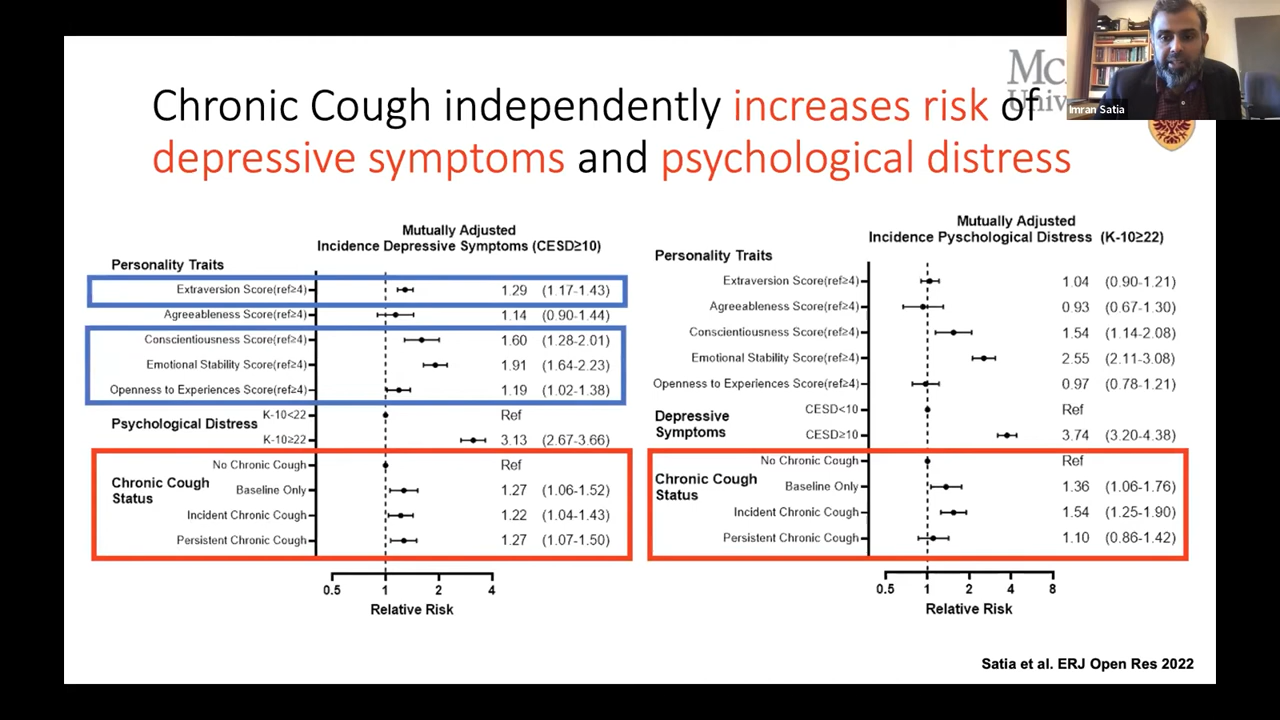 McM
Univers
Imran Satia
Chronic Cough independently increases risk of
depressive symptoms and psychological distress
Mutually Adjusted
Incidence Depressive Symptoms (CESD≥10)
Personality Traits
Extraversion Score(ref≥4) 1.29 (1.17-1.43)
Agreeableness Score(ref≥4) 1.14 (0.90-1.44)
Conscientiousness Score(ref≥4) 1.60 (1.28-2.01)
Emotional Stability Score(ref≥4) 1.91 (1.64-2.23)
Openness to Experiences Score(ref≥4) 1.19 (1.02-1.38)
Psychological Distress
K-10<22 Ref
K-10≥22 3.13 (2.67-3.66)
Chronic Cough
Status
No Chronic Cough Ref
Baseline Only 1.27 (1.06-1.52)
Incident Chronic Cough 1.22 (1.04-1.43)
Persistent Chronic Cough 1.27 (1.07-1.50)
0.5 1 2 4
Relative Risk
Mutually Adjusted
Incidence Pyschological Distress (K-10≥22)
Personality Traits
Extraversion Score(ref≥4) 1.04 (0.90-1.21)
Agreeableness Score(ref≥4) 0.93 (0.67-1.30)
Conscientiousness Score(ref≥4) 1.54 (1.14-2.08)
Emotional Stability Score(ref≥4) 2.55 (2.11-3.08)
Openness to Experiences Score(ref≥4) 0.97 (0.78-1.21)
Depressive
Symptoms
CESD<10 Ref
CESD≥10 3.74 (3.20-4.38)
Chronic Cough
Status
No Chronic Cough Ref
Baseline Only 1.36 (1.06-1.76)
Incident Chronic Cough 1.54 (1.25-1.90)
Persistent Chronic Cough 1.10 (0.86-1.42)
0.5 1 2 4 8
Relative Risk
Satia et al. ERJ Open Res 2022